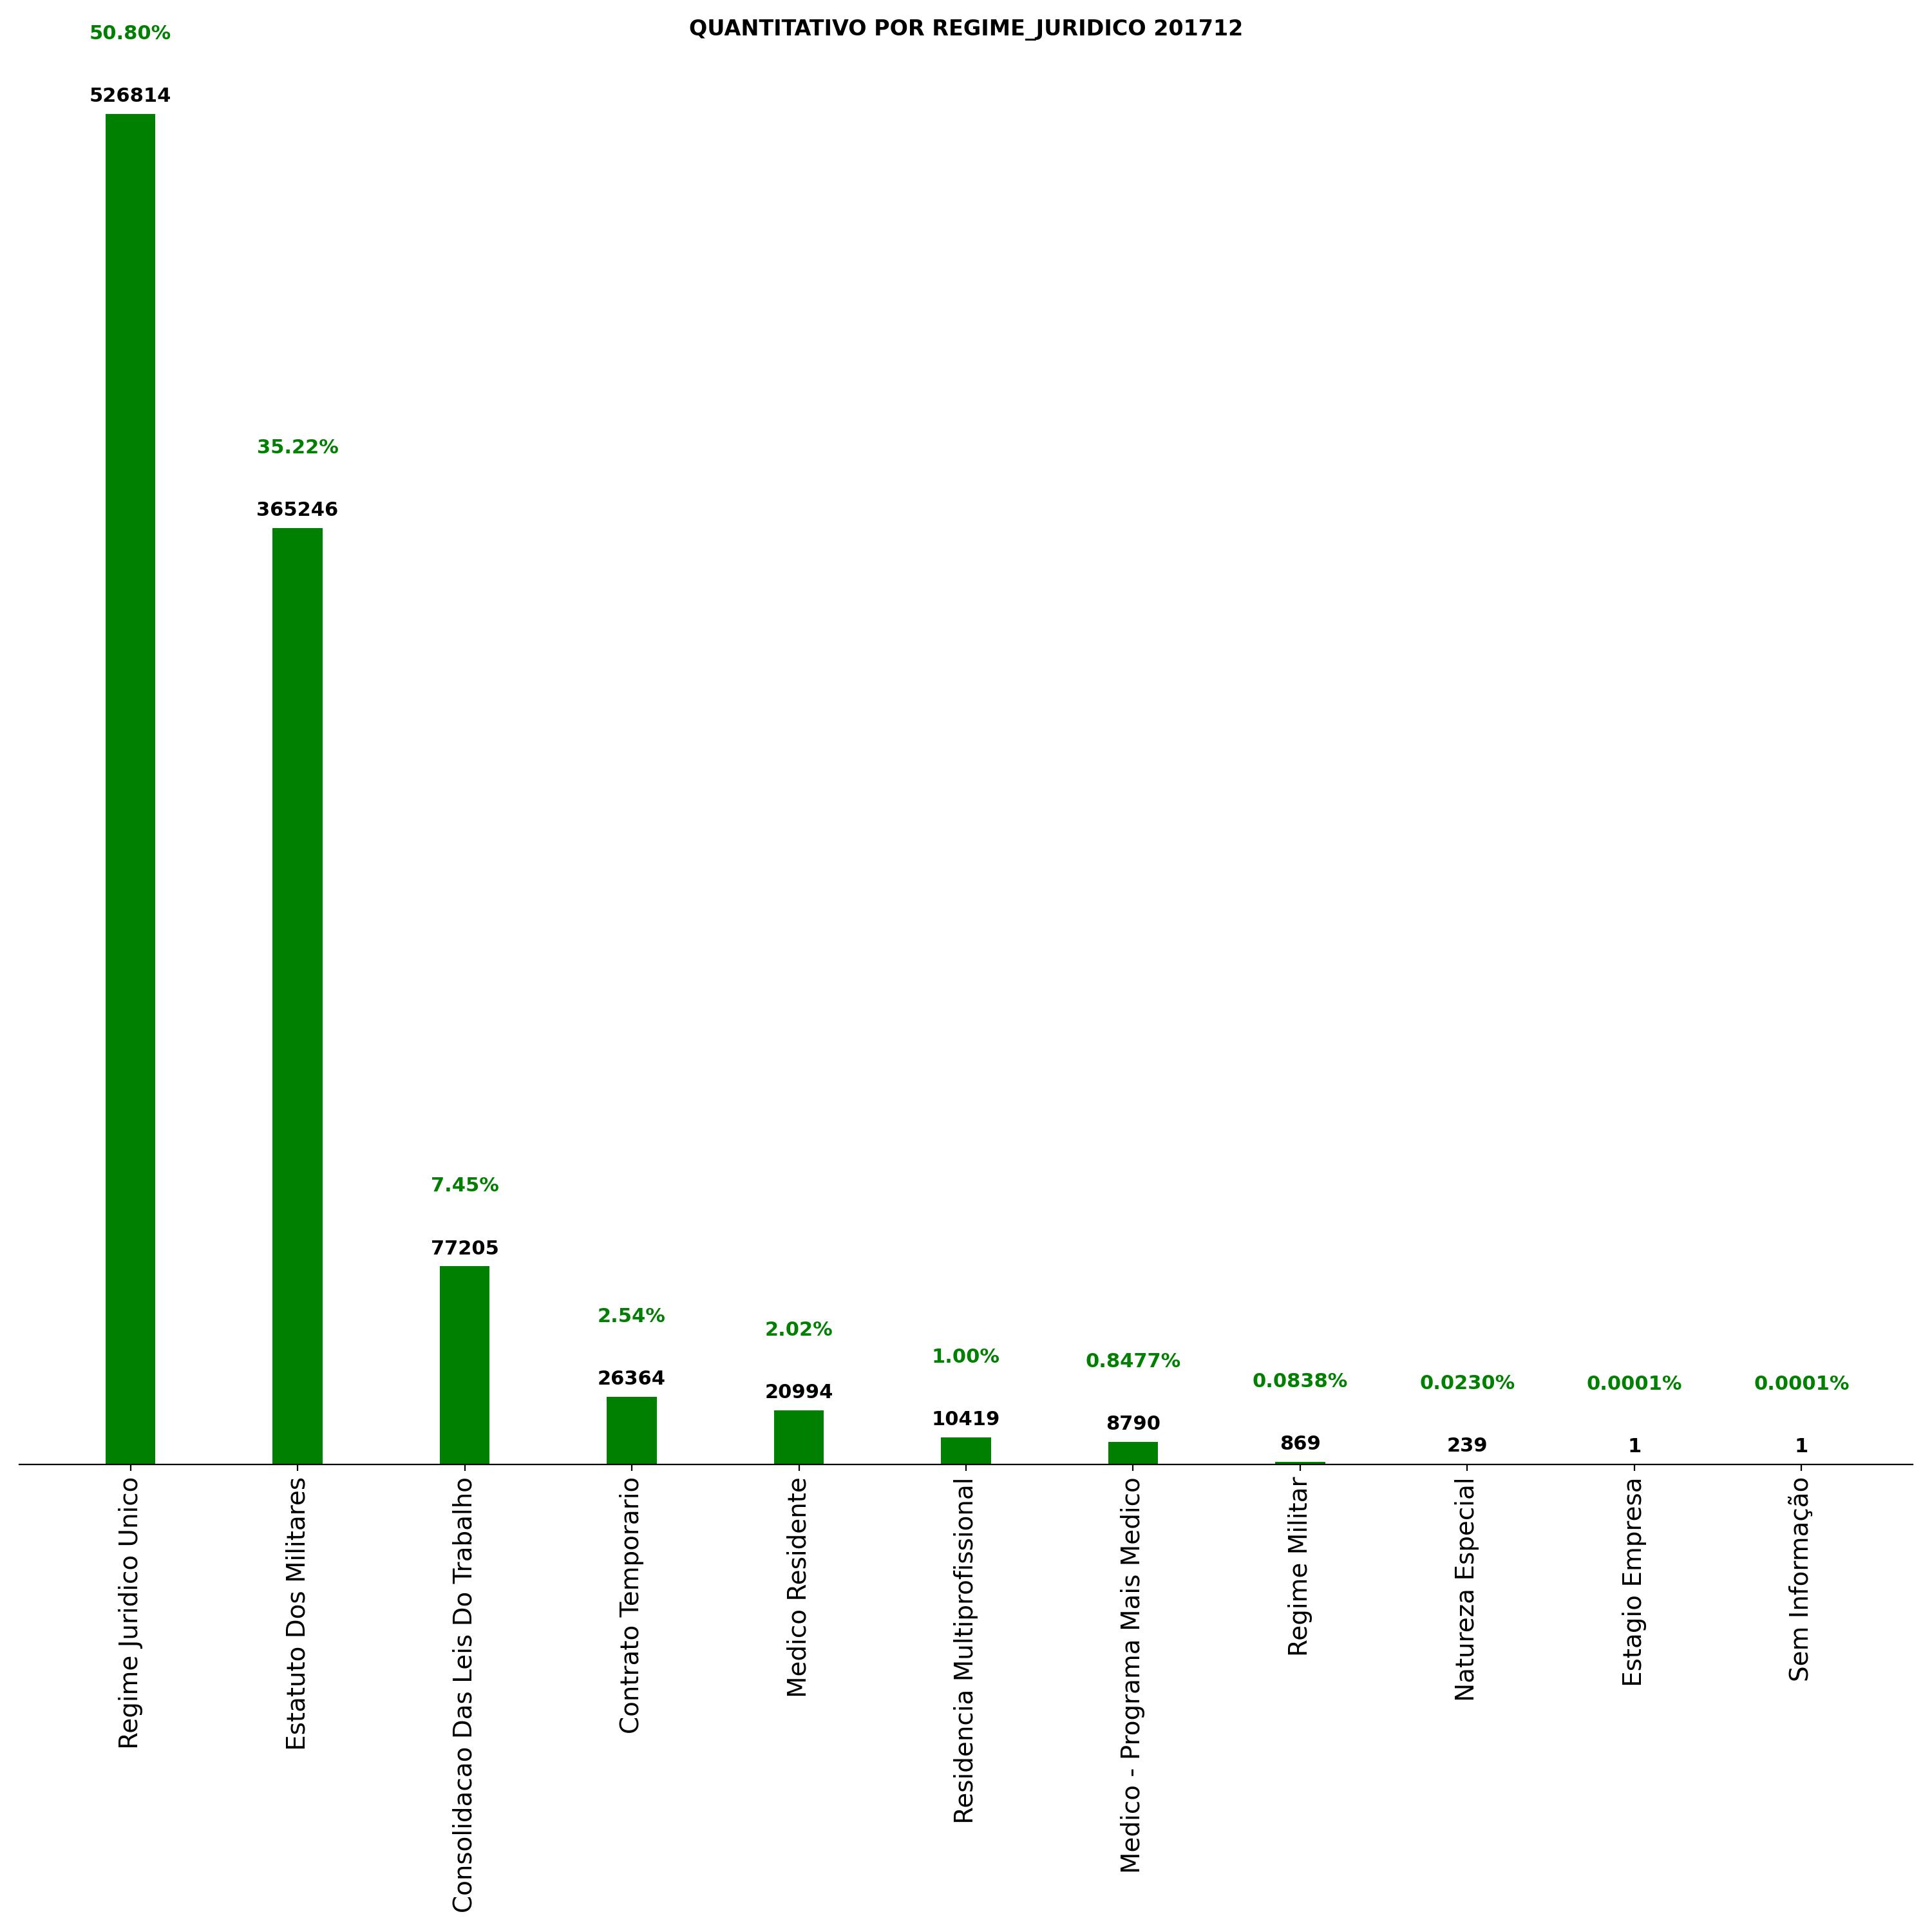 QUANTITATIVO POR REGIME_JURIDICO 201712
50.80%
526814
35.22%
365246
7.45%
77205
2.54%
26364
2.02%
20994
1.00%
10419
0.8477%
8790
0.0838%
869
0.0230%
239
0.0001%
1
0.0001%
1
Regime Juridico Unico
Estatuto Dos Militares
Consolidacao Das Leis Do Trabalho
Contrato Temporario
Medico Residente
Residencia Multiprofissional
Medico - Programa Mais Medico
Regime Militar
Natureza Especial
Estagio Empresa
Sem Informação